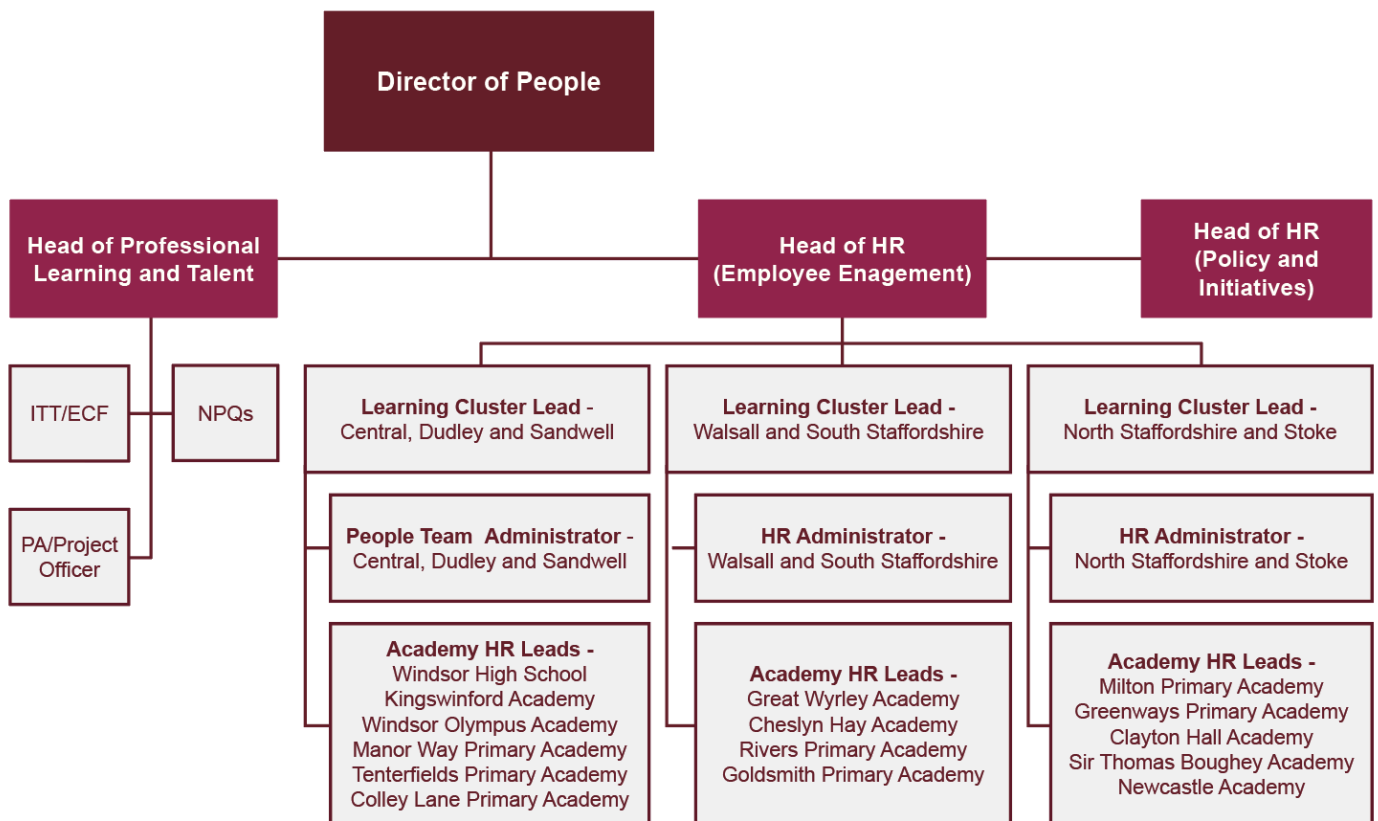 Director of People
Head of Professional
Learning and Talent
Head of HR
(Employee Enagement)
Head of HR
(Policy and
Initiatives)
ITT/ECF
NPQs
PA/Project
Officer
Learning Cluster Lead -
Central, Dudley and Sandwell
People Team Administrator -
Central, Dudley and Sandwell
Academy HR Leads -
Windsor High School
Kingswinford Academy
Windsor Olympus Academy
Manor Way Primary Academy
Tenterfields Primary Academy
Colley Lane Primary Academy
Learning Cluster Lead -
Walsall and South Staffordshire
HR Administrator -
Walsall and South Staffordshire
Academy HR Leads -
Great Wyrley Academy
Cheslyn Hay Academy
Rivers Primary Academy
Goldsmith Primary Academy
Learning Cluster Lead -
North Staffordshire and Stoke
HR Administrator -
North Staffordshire and Stoke
Academy HR Leads -
Milton Primary Academy
Greenways Primary Academy
Clayton Hall Academy
Sir Thomas Boughey Academy
Newcastle Academy